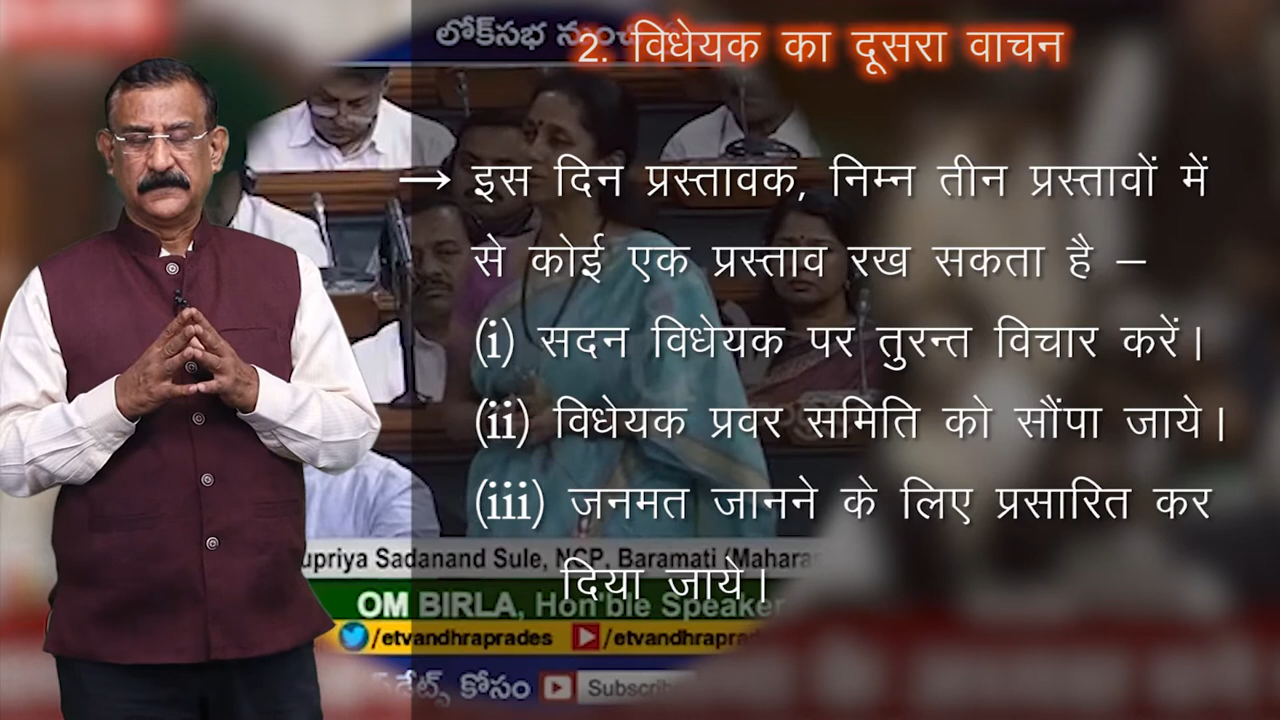 లోక్‌సభ నుంచి
2. विधेयक का दूसरा वाचन
→ इस दिन प्रस्तावक, निम्न तीन प्रस्तावों में
से कोई एक प्रस्ताव रख सकता है –
(i) सदन विधेयक पर तुरन्त विचार करें।
(ii) विधेयक प्रवर समिति को सौंपा जाये।
(iii) जनमत जानने के लिए प्रसारित कर
दिया जाये।
upriya Sadanand Sule, NCP, Baramati (Mahara
OM BIRLA, Hon'ble Speaker
/etvandhraprades /etvandhraprad
డేట్స్ కోసం Subscrib